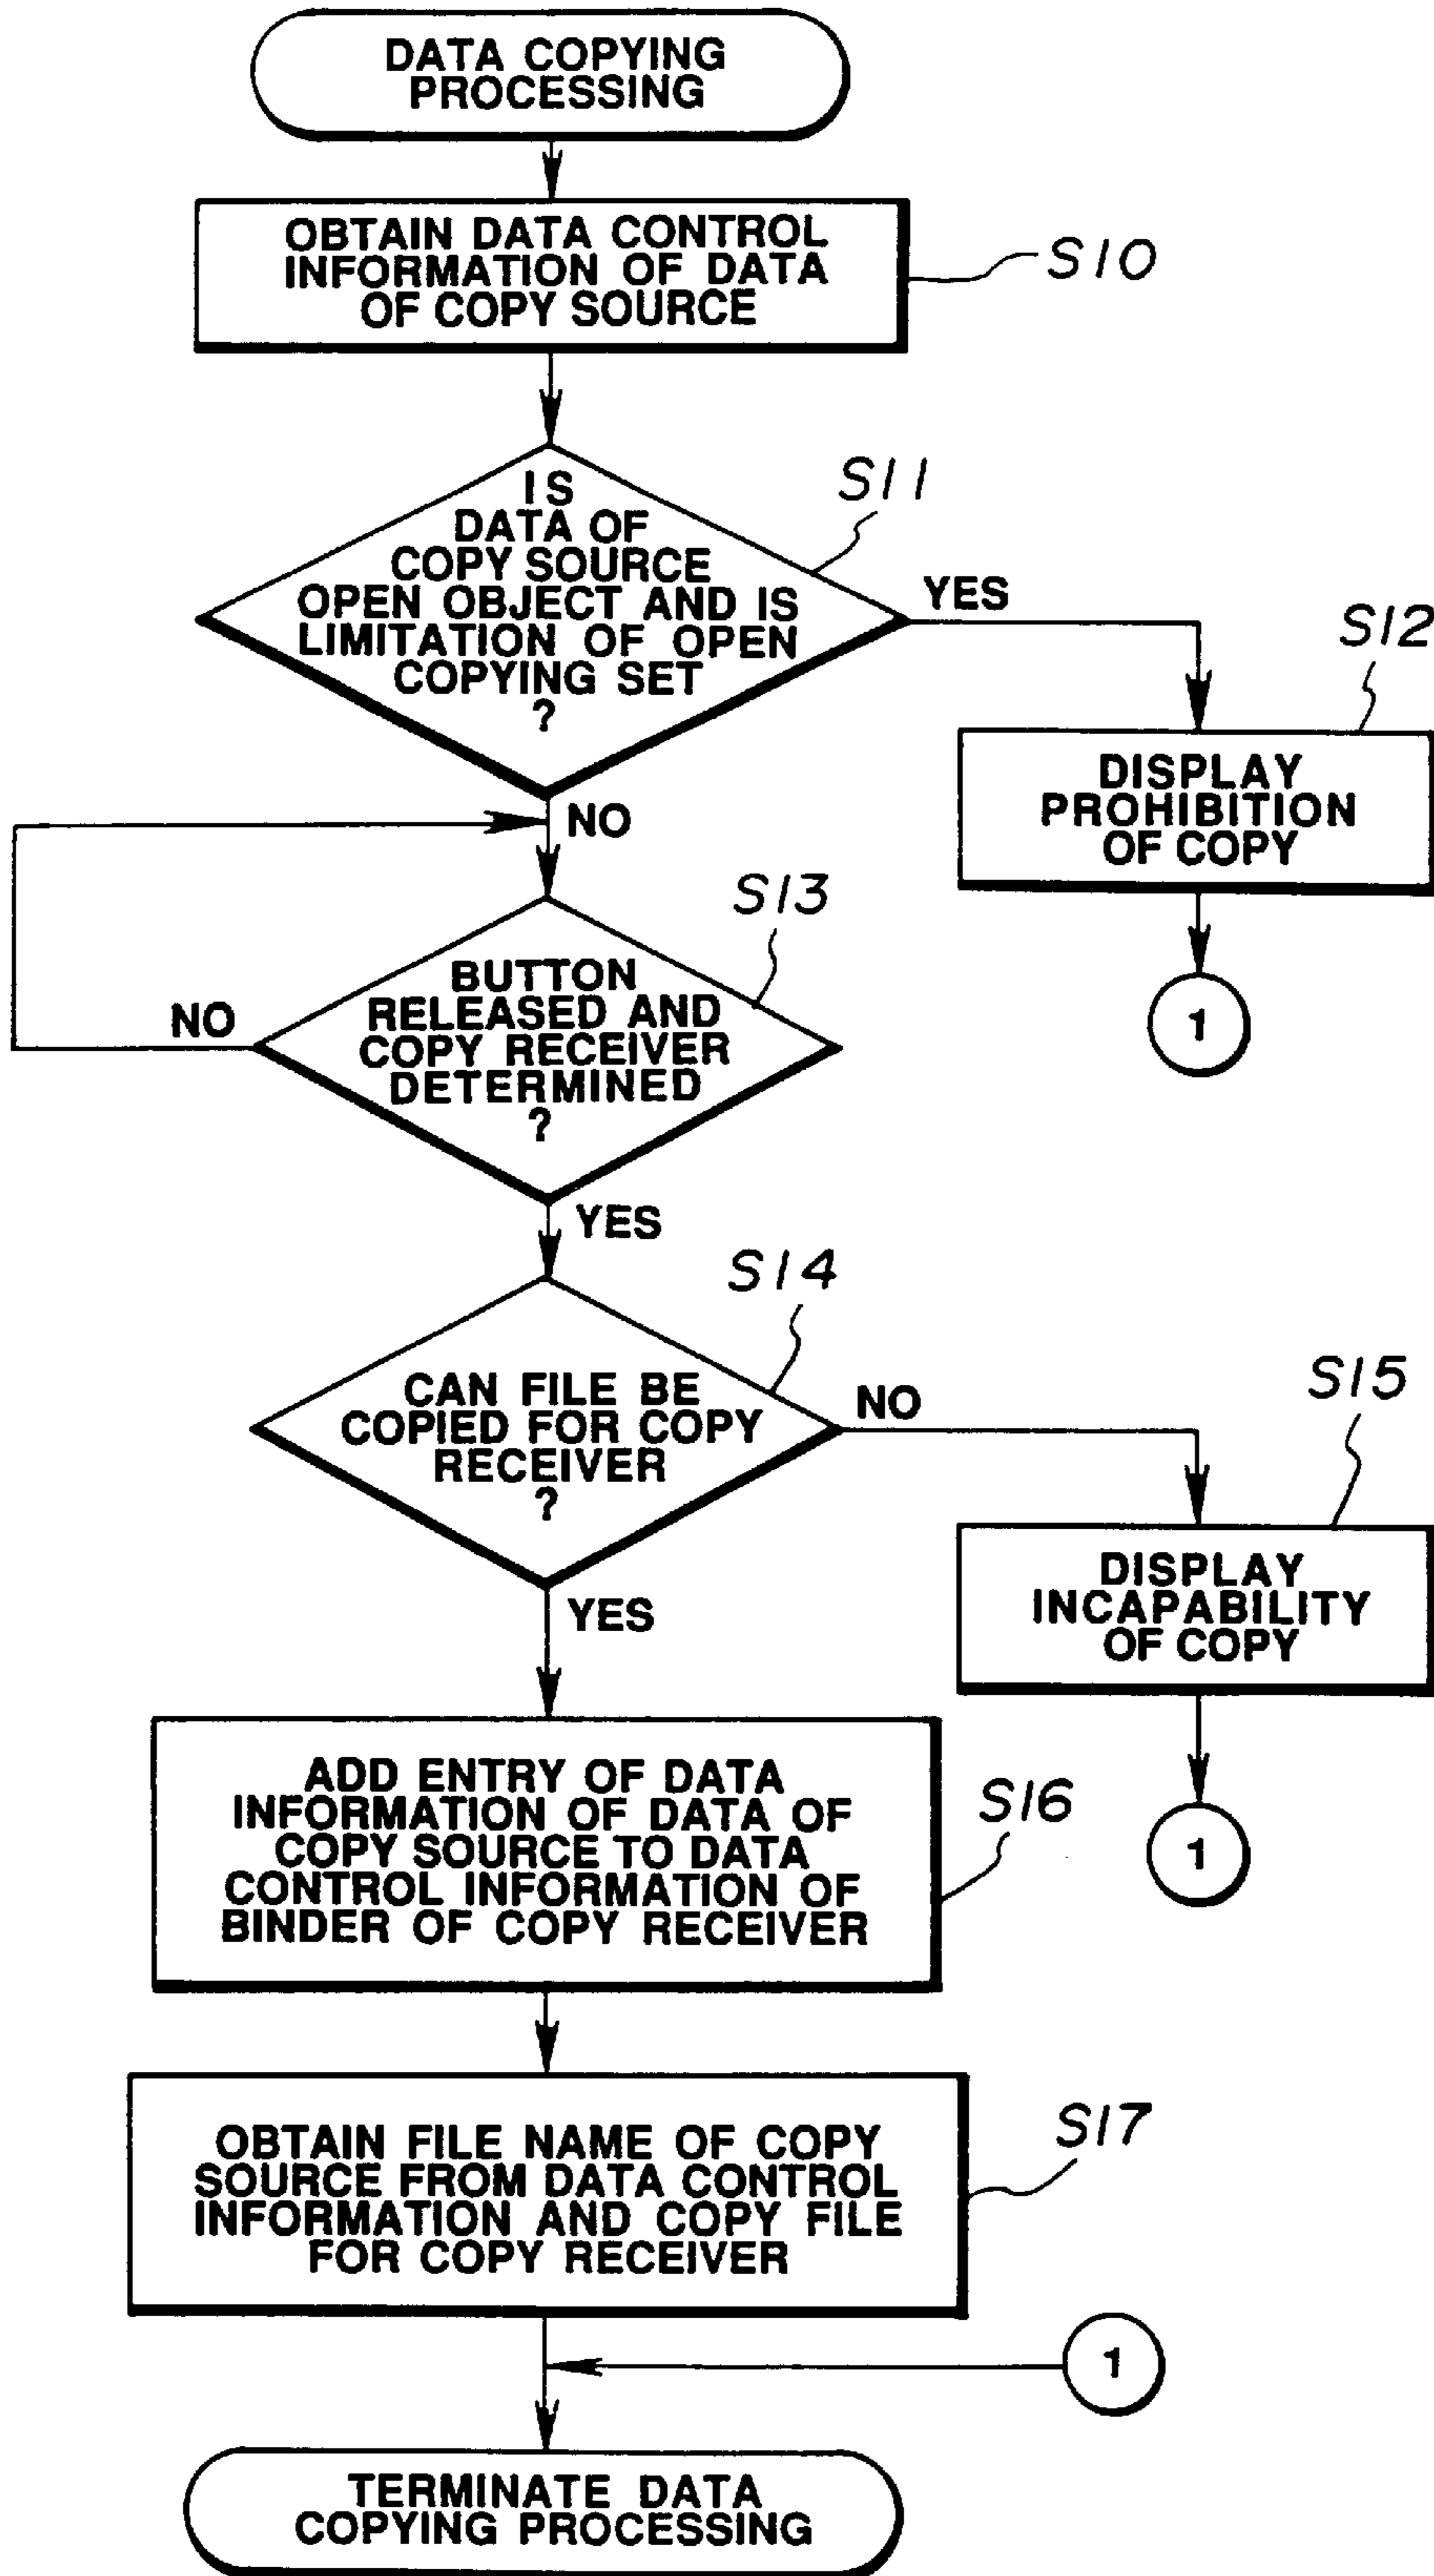 DATA COPYING
PROCESSING
OBTAIN DATA CONTROL
INFORMATION OF DATA
OF COPY SOURCE
S10
IS
DATA OF
COPY SOURCE
OPEN OBJECT AND IS
LIMITATION OF OPEN
COPYING SET
?
S11
YES
S12
DISPLAY
PROHIBITION
OF COPY
1
NO
S13
BUTTON
RELEASED AND
COPY RECEIVER
DETERMINED
?
NO
YES
S14
CAN FILE BE
COPIED FOR COPY
RECEIVER
?
NO
S15
DISPLAY
INCAPABILITY
OF COPY
1
YES
ADD ENTRY OF DATA
INFORMATION OF DATA OF
COPY SOURCE TO DATA
CONTROL INFORMATION OF
BINDER OF COPY RECEIVER
S16
OBTAIN FILE NAME OF COPY
SOURCE FROM DATA CONTROL
INFORMATION AND COPY FILE
FOR COPY RECEIVER
S17
1
TERMINATE DATA
COPYING PROCESSING